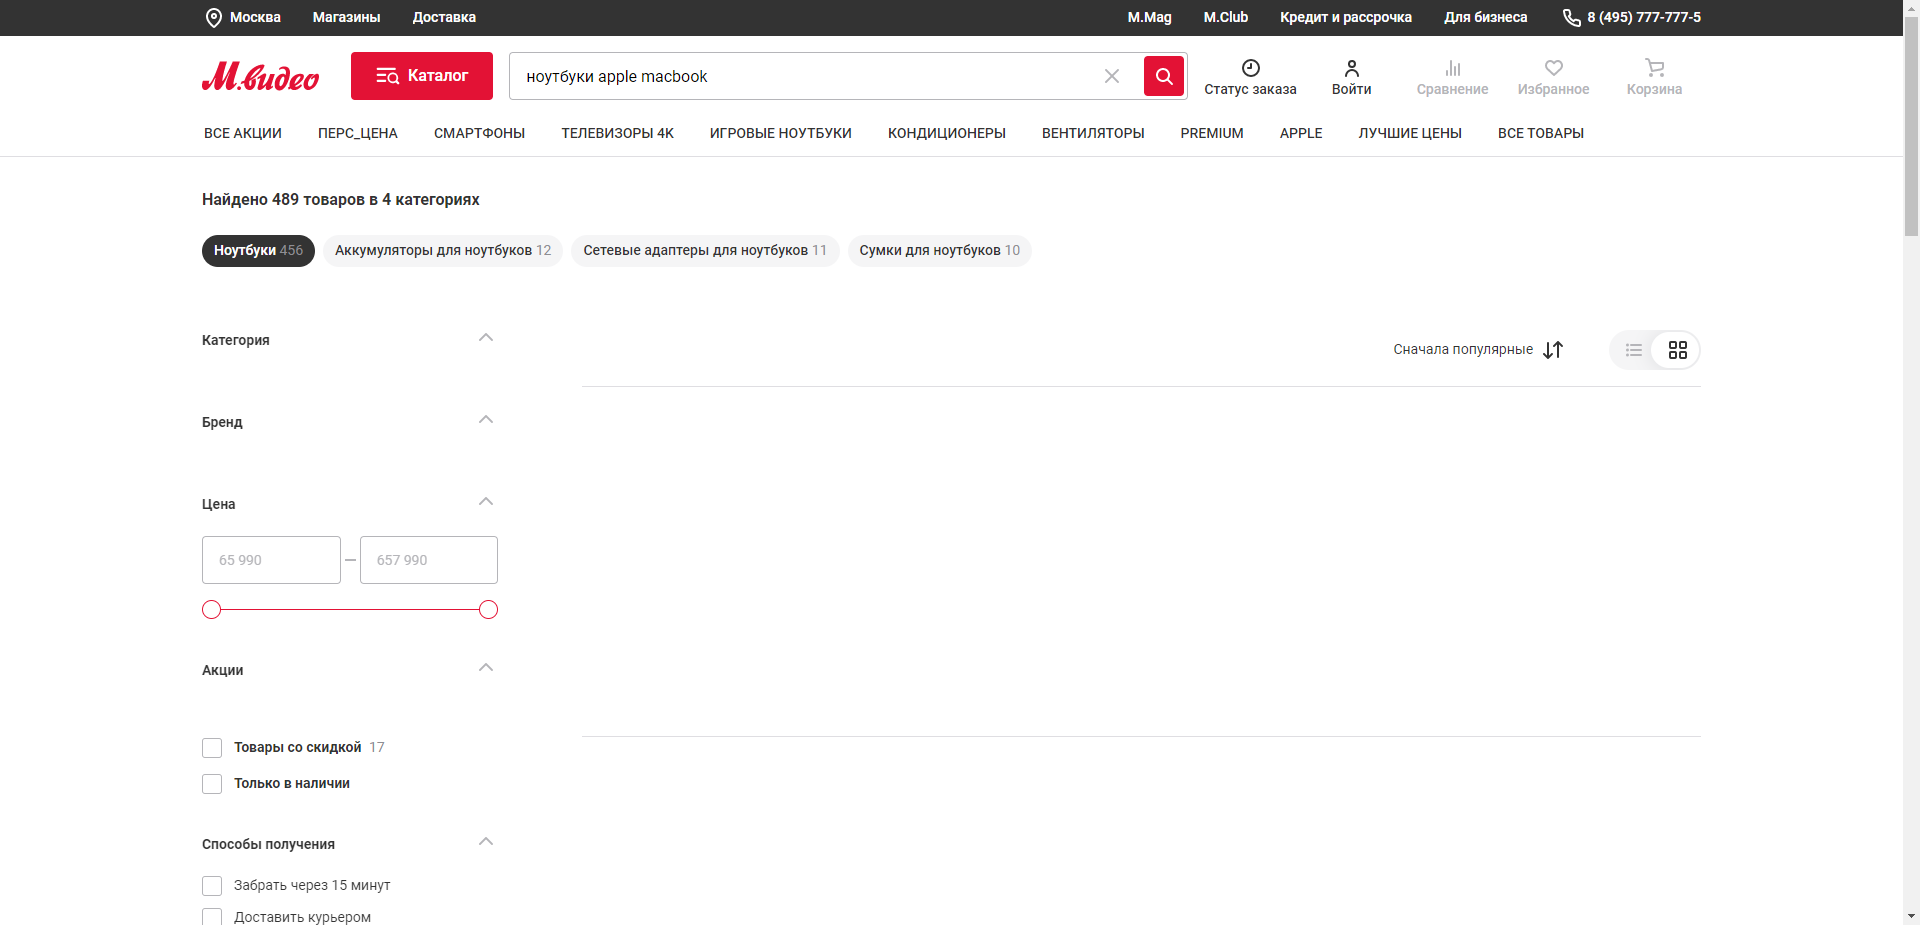 Москва Магазины Доставка M.Mag M.Club Кредит и рассрочка Для бизнеса 8 (495) 777-777-5
М.видео Каталог ноутбуки apple macbook Статус заказа Войти Сравнение Избранное Корзина
ВСЕ АКЦИИ ПЕРС_ЦЕНА СМАРТФОНЫ ТЕЛЕВИЗОРЫ 4K ИГРОВЫЕ НОУТБУКИ КОНДИЦИОНЕРЫ ВЕНТИЛЯТОРЫ PREMIUM APPLE ЛУЧШИЕ ЦЕНЫ ВСЕ ТОВАРЫ
Найдено 489 товаров в 4 категориях
Ноутбуки 456 Аккумуляторы для ноутбуков 12 Сетевые адаптеры для ноутбуков 11 Сумки для ноутбуков 10
Категория
Сначала популярные
Бренд
Цена
65 990 – 657 990
Акции
Товары со скидкой 17
Только в наличии
Способы получения
Забрать через 15 минут
Доставить курьером